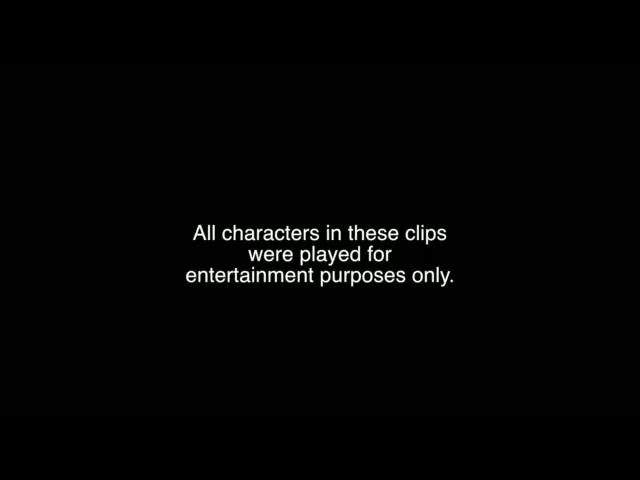 All characters in these clips
were played for
entertainment purposes only.